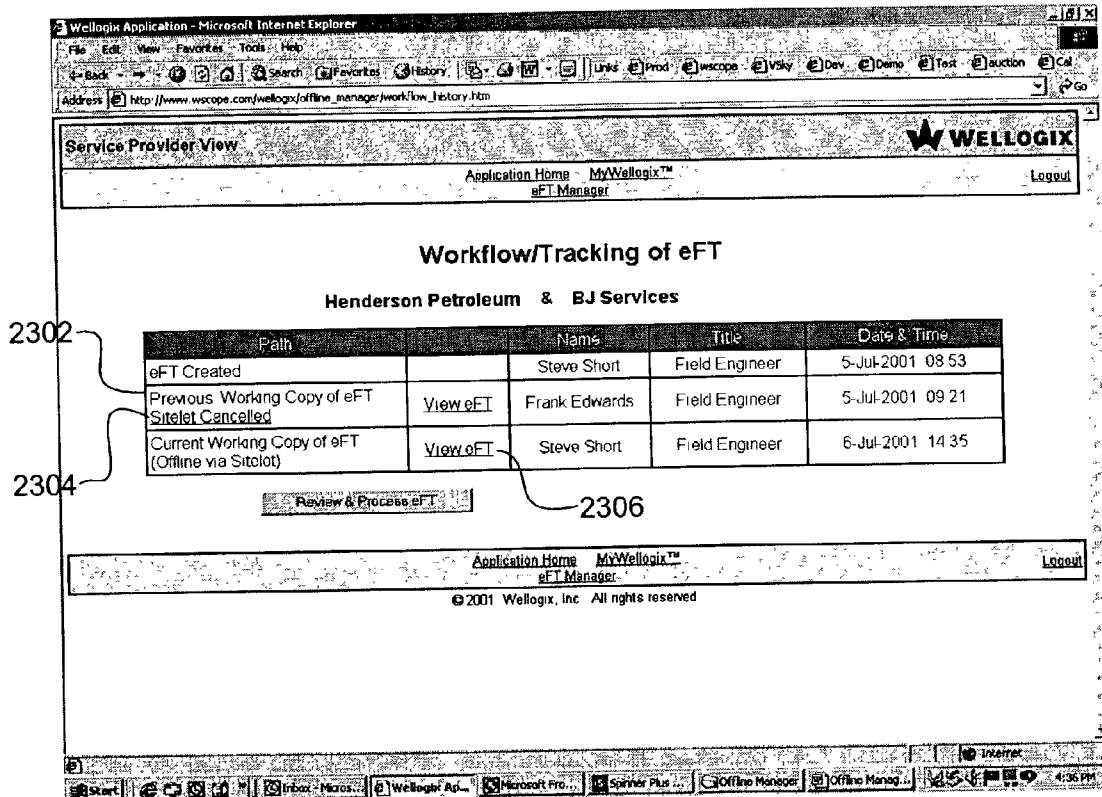 Wellogix Application - Microsoft Internet Explorer
File Edit View Favorites Tools Help
Back Search Favorites History Links Prod wscope VSky Dev Demo Test auction Cal
Address http://www.wscope.com/wellogix/offline_manager/workflow_history.htm Go
Service Provider View WELLOGIX
Application Home MyWellogix™ Logout
eFT Manager
Workflow/Tracking of eFT
Henderson Petroleum & BJ Services
2302
Path Name Title Date & Time
eFT Created Steve Short Field Engineer 5-Jul-2001 08 53
Previous Working Copy of eFT View eFT Frank Edwards Field Engineer 5-Jul-2001 09 21
Sitelet Cancelled
Current Working Copy of eFT View eFT Steve Short Field Engineer 6-Jul-2001 14 35
(Offline via Sitelet)
2304
Review & Process eFT
2306
Application Home MyWellogix™ Logout
eFT Manager
© 2001 Wellogix, Inc All rights reserved
Internet
Start Inbox - Micros... Wellogix Ap... Microsoft Pro... Spinner Plus ... Offline Manager Offline Manag... 4:36 PM